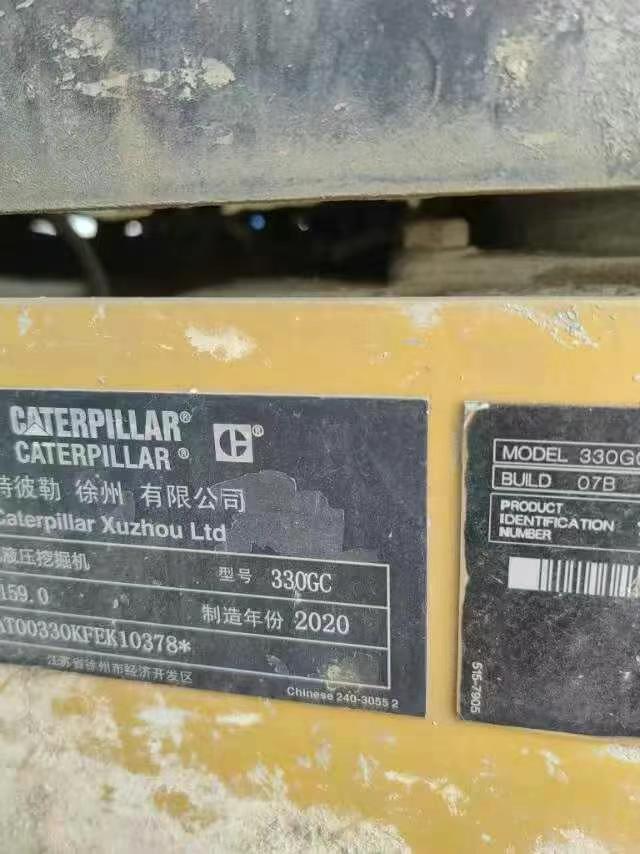 CATERPILLAR®
CATERPILLAR®
特彼勒 徐州 有限公司
Caterpillar Xuzhou Ltd
液压挖掘机 型号 330GC
159.0 制造年份 2020
AT00330KFEK10378*
江苏省徐州市经济开发区
Chinese 240-3055 2
MODEL 330GC
BUILD 07B
PRODUCT
IDENTIFICATION
NUMBER
515-7905